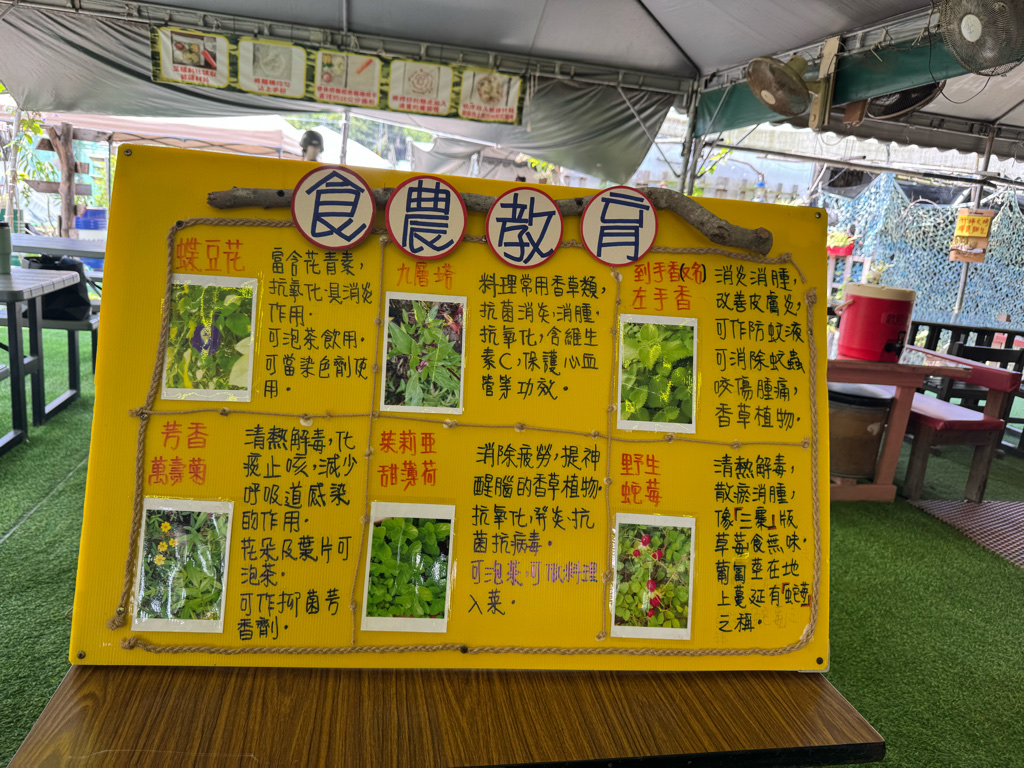 食農教育
蝶豆花
富含花青素,
抗氧化,具消炎
作用。
可泡茶飲用。
可當染色劑使
用。
九層塔
料理常用香草類,
抗菌消炎,消腫,
抗氧化,含維生
素C,保護心血
管等功效。
到手香(
左手香
消炎消腫,
改善皮膚炎,
可作防蚊液
可消除蚊蟲
咬傷腫痛,
香草植物。
芳香
萬壽菊
清熱解毒,化
痰止咳,減少
呼吸道感染
的作用。
花朵及葉片可
泡茶。
可作抑菌芳
香劑。
茱莉亞
甜薄荷
消除疲勞,提神
醒腦的香草植物。
抗氧化,發炎,抗
菌抗病毒。
可泡茶,可做料理
入菜。
野生
蛇莓
清熱解毒,
散瘀消腫,
像「三寨」版
草莓食無味。
葡匐莖在地
上蔓延有「蛇莓」
之稱。